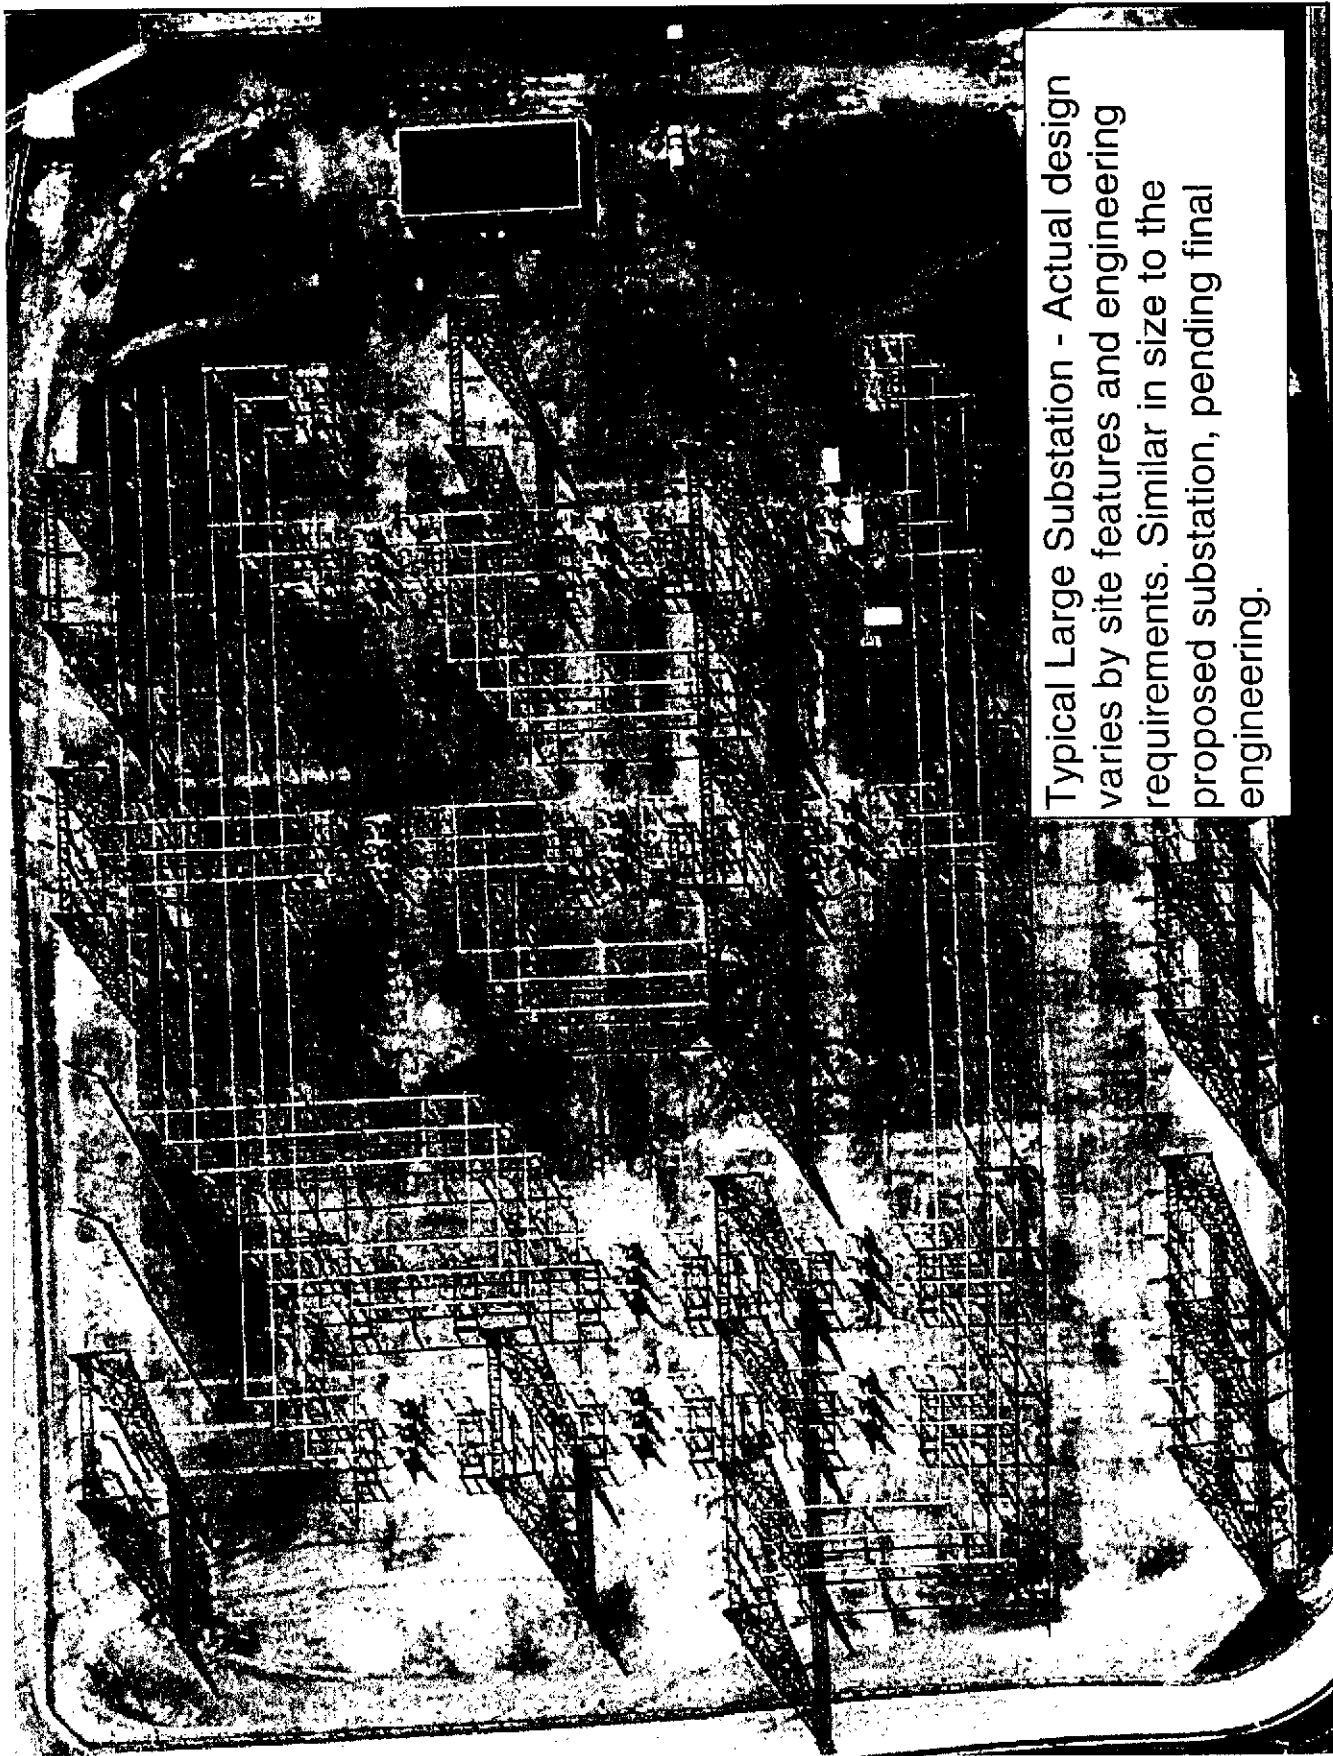 Typical Large Substation - Actual design
varies by site features and engineering
requirements. Similar in size to the
proposed substation, pending final
engineering.